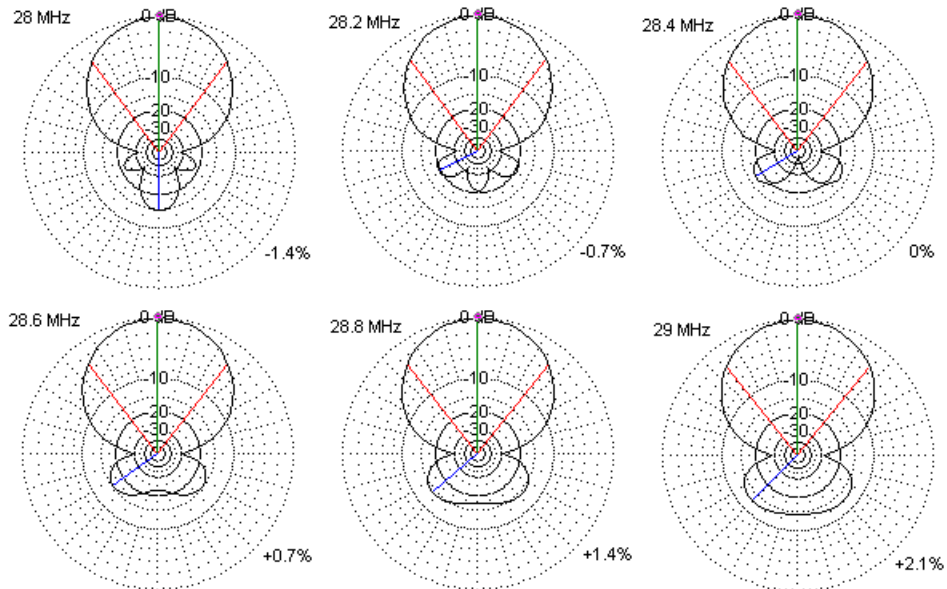 28 MHz
0 dB
-10
-20
-30
-1.4%
28.2 MHz
0 dB
-10
-20
-30
-0.7%
28.4 MHz
0 dB
-10
-20
-30
0%
28.6 MHz
0 dB
-10
-20
-30
+0.7%
28.8 MHz
0 dB
-10
-20
-30
+1.4%
29 MHz
0 dB
-10
-20
-30
+2.1%